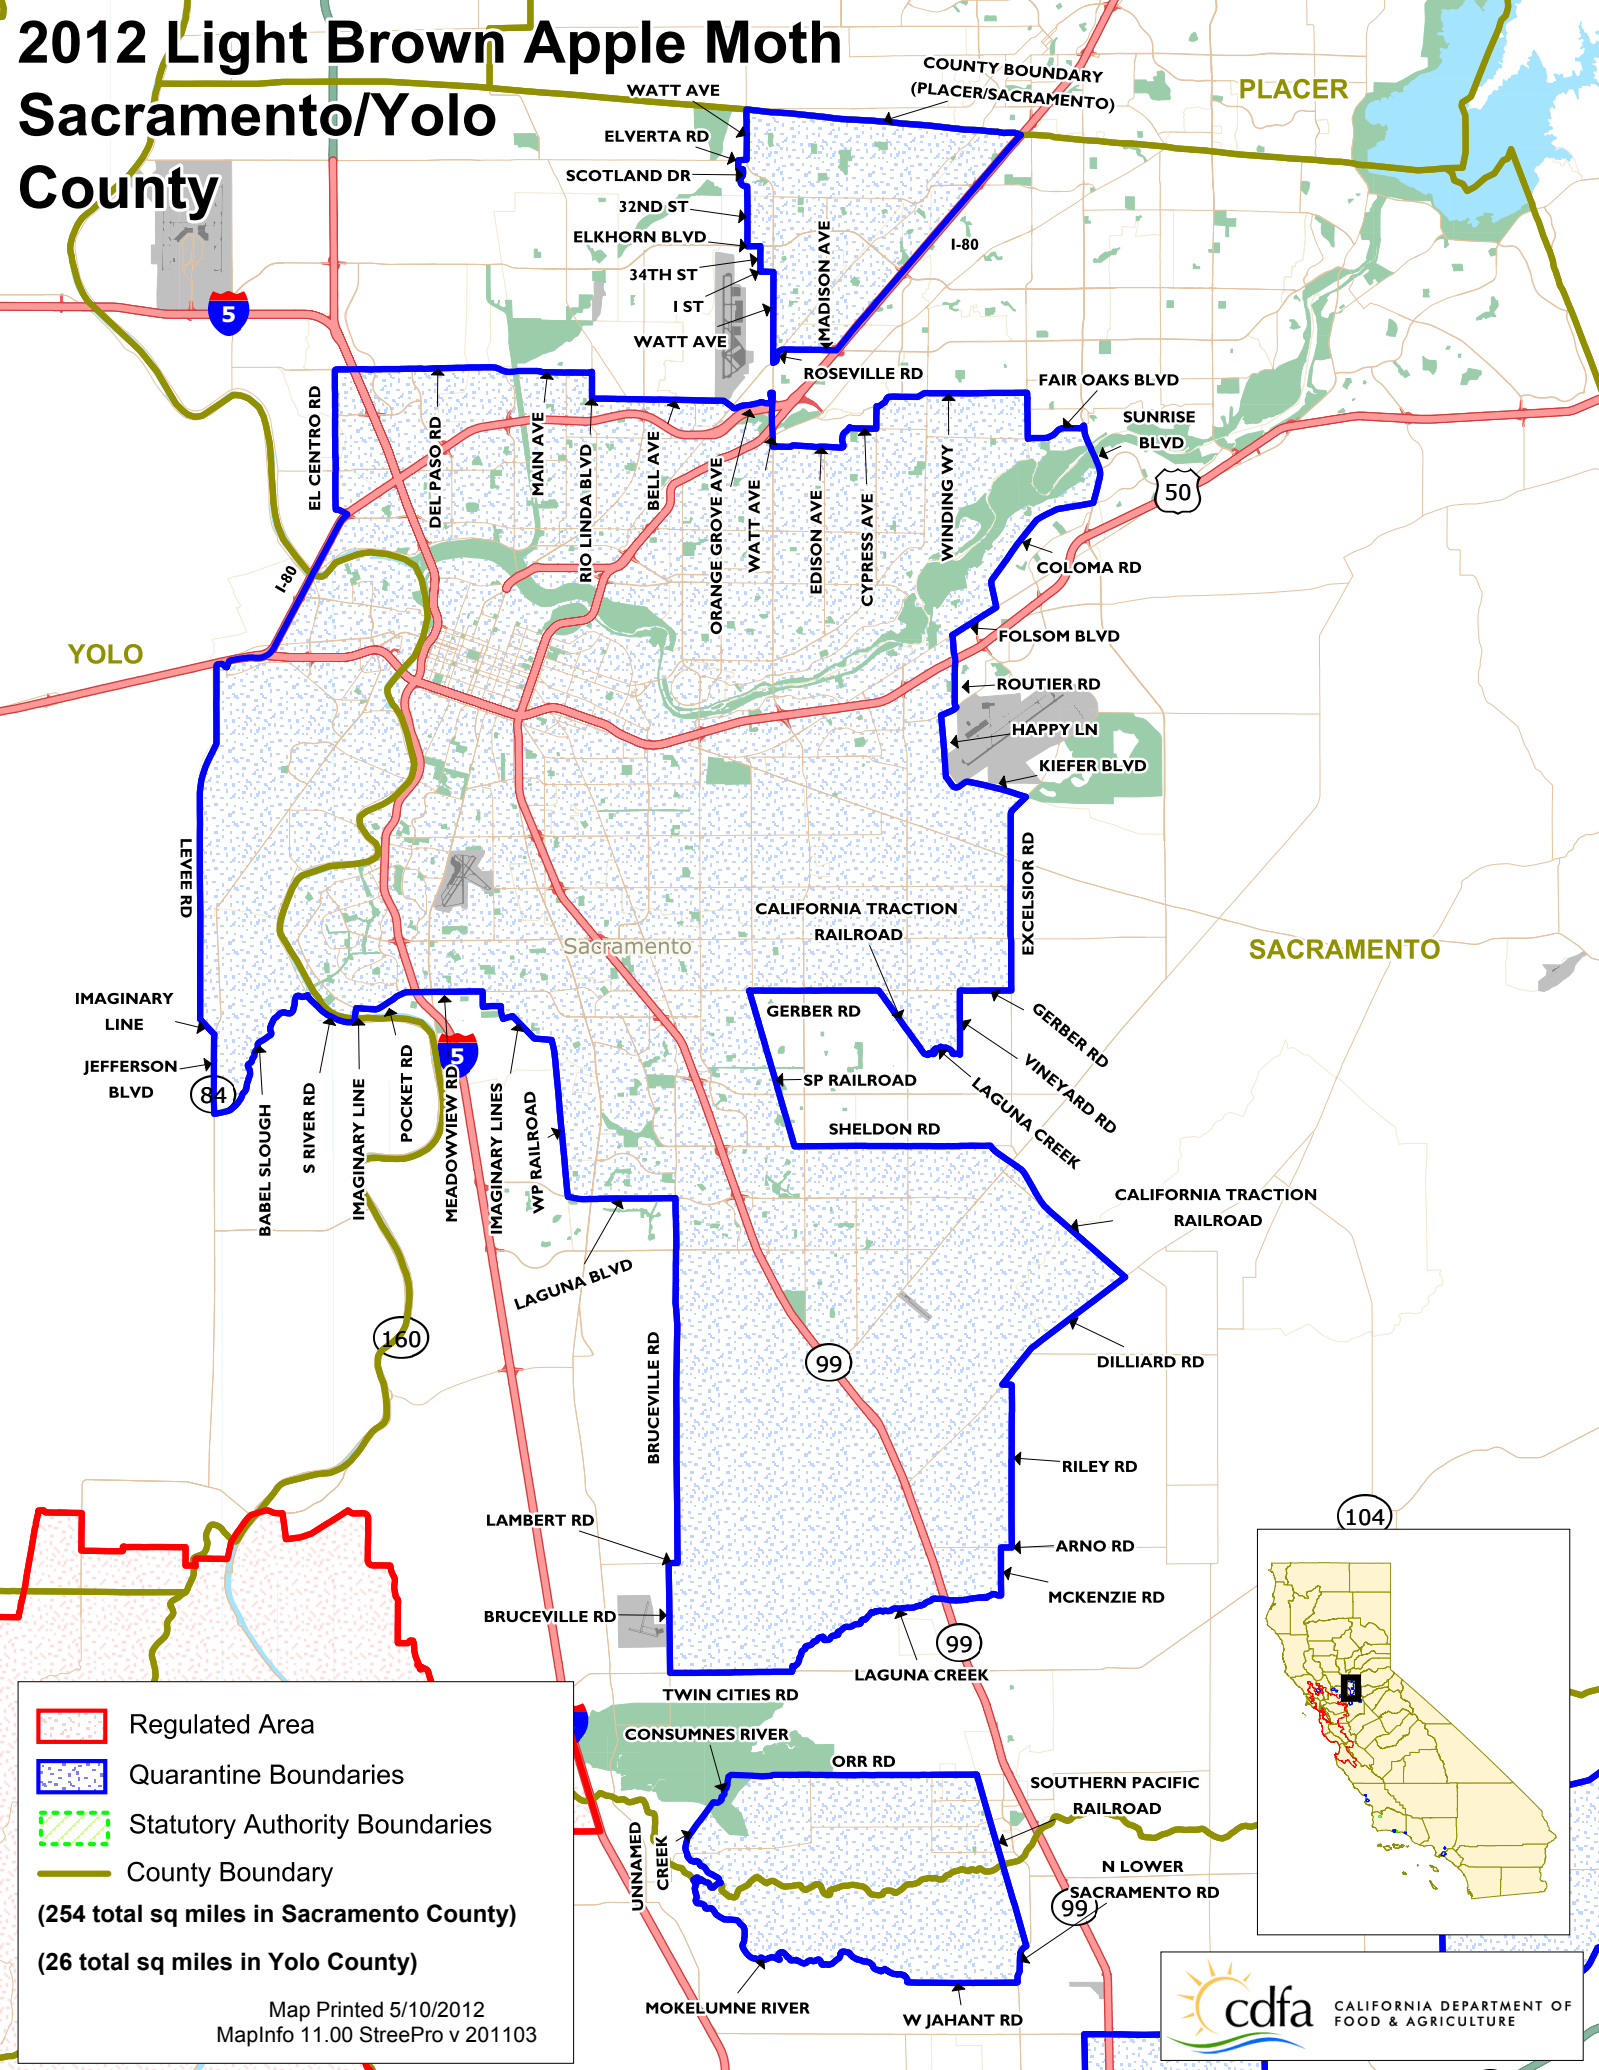 2012 Light Brown Apple Moth
Sacramento/Yolo
County
COUNTY BOUNDARY
(PLACER/SACRAMENTO)
PLACER
WATT AVE
ELVERTA RD
SCOTLAND DR
32ND ST
ELKHORN BLVD
34TH ST
I ST
WATT AVE
MADISON AVE
I-80
5
ROSEVILLE RD
FAIR OAKS BLVD
SUNRISE
BLVD
EL CENTRO RD
DEL PASO RD
MAIN AVE
RIO LINDA BLVD
BELL AVE
ORANGE GROVE AVE
WATT AVE
EDISON AVE
CYPRESS AVE
WINDING WY
50
COLOMA RD
I-80
FOLSOM BLVD
YOLO
ROUTIER RD
HAPPY LN
KIEFER BLVD
LEVEE RD
EXCELSIOR RD
CALIFORNIA TRACTION
RAILROAD
Sacramento
SACRAMENTO
IMAGINARY
LINE
GERBER RD
GERBER RD
JEFFERSON
BLVD
84
5
SP RAILROAD
VINEYARD RD
LAGUNA CREEK
SHELDON RD
BABEL SLOUGH
S RIVER RD
IMAGINARY LINE
POCKET RD
MEADOWVIEW RD
IMAGINARY LINES
WP RAILROAD
CALIFORNIA TRACTION
RAILROAD
LAGUNA BLVD
160
BRUCEVILLE RD
99
DILLIARD RD
RILEY RD
104
LAMBERT RD
ARNO RD
MCKENZIE RD
BRUCEVILLE RD
99
LAGUNA CREEK
TWIN CITIES RD
CONSUMNES RIVER
ORR RD
SOUTHERN PACIFIC
RAILROAD
UNNAMED
CREEK
N LOWER
SACRAMENTO RD
99
MOKELUMNE RIVER
W JAHANT RD
Regulated Area
Quarantine Boundaries
Statutory Authority Boundaries
County Boundary
(254 total sq miles in Sacramento County)
(26 total sq miles in Yolo County)
Map Printed 5/10/2012
MapInfo 11.00 StreePro v 201103
cdfa
CALIFORNIA DEPARTMENT OF
FOOD & AGRICULTURE